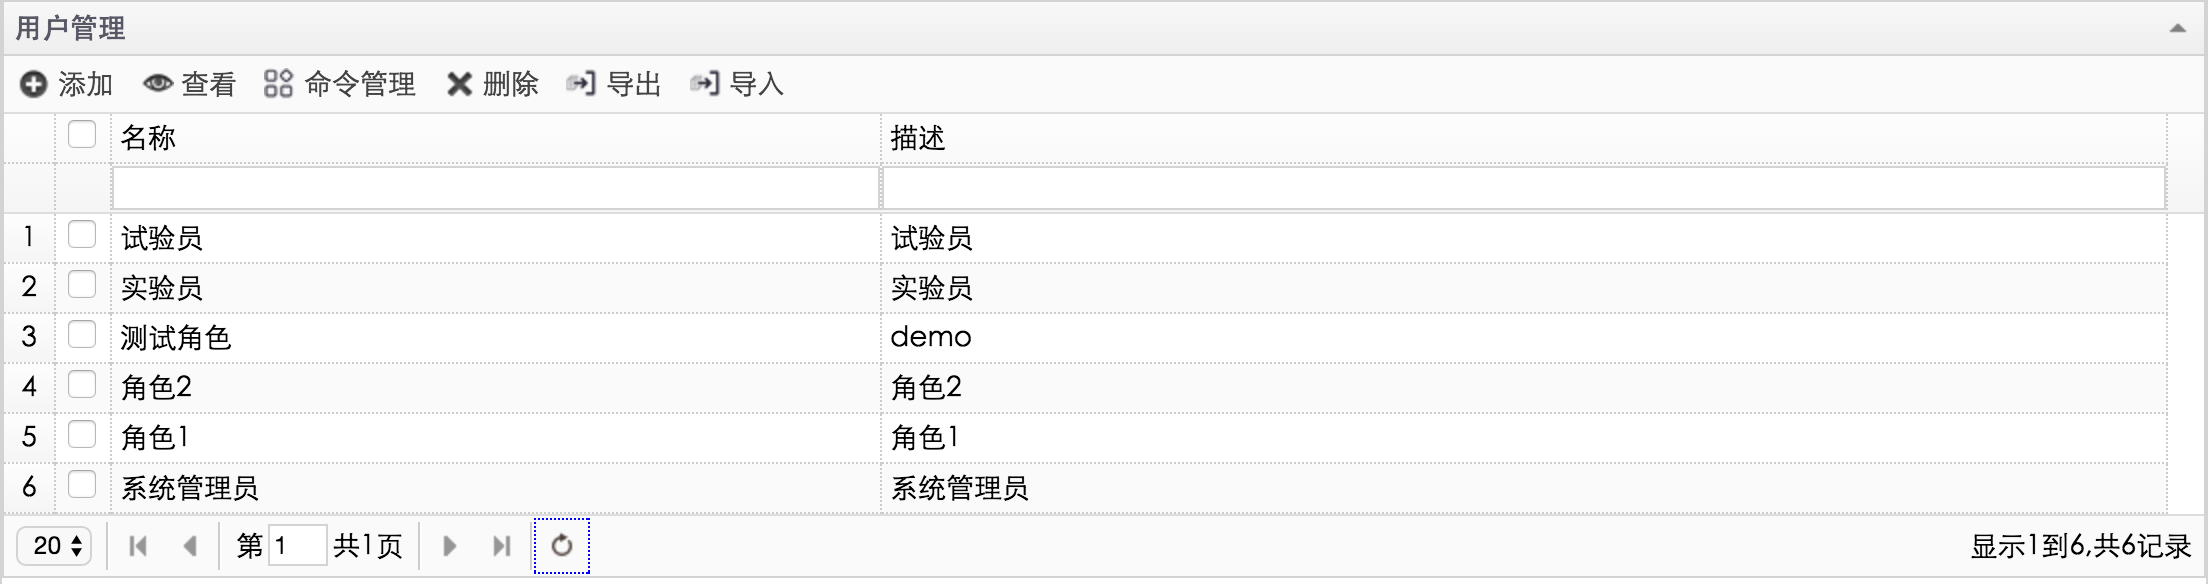 用户管理
添加 查看 命令管理 删除 导出 导入
名称 描述
1 试验员 试验员
2 实验员 实验员
3 测试角色 demo
4 角色2 角色2
5 角色1 角色1
6 系统管理员 系统管理员
20 第 1 共1页 显示1到6,共6记录